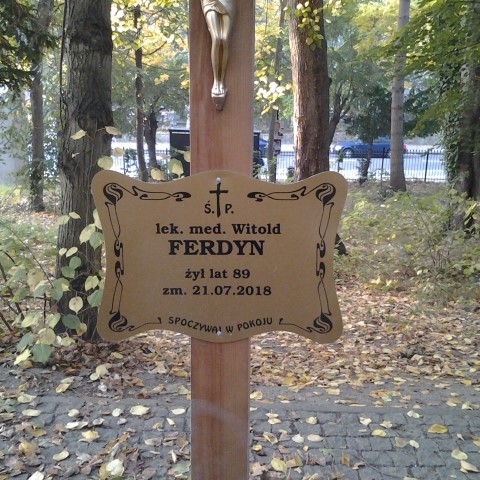 Ś. P.
lek. med. Witold
FERDYN
żył lat 89
zm. 21.07.2018
SPOCZYWAJ W POKOJU